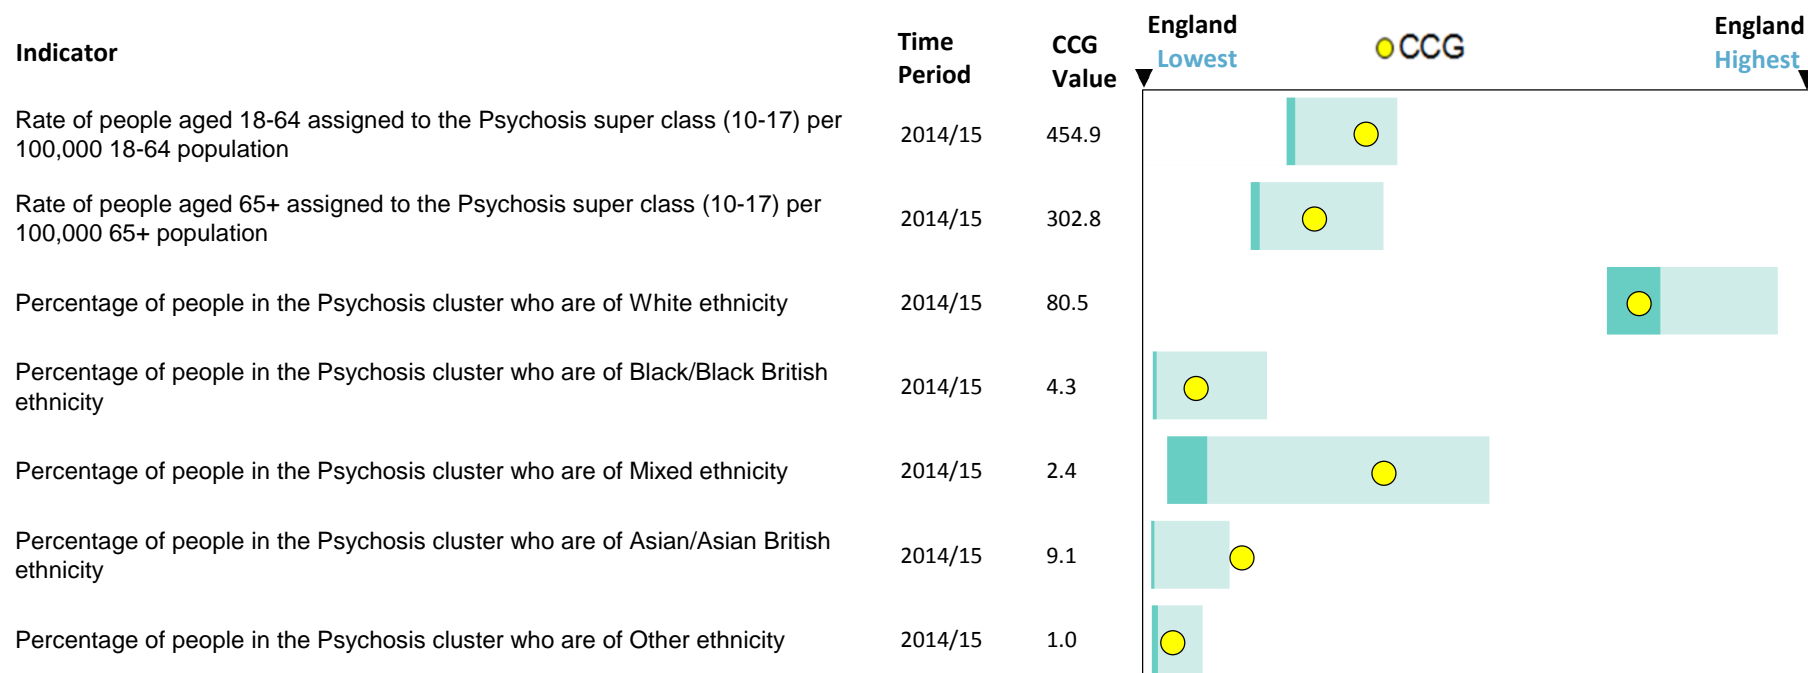 Indicator
Time Period
CCG Value
England Lowest
CCG
England Highest
Rate of people aged 18-64 assigned to the Psychosis super class (10-17) per
100,000 18-64 population
2014/15
454.9
Rate of people aged 65+ assigned to the Psychosis super class (10-17) per
100,000 65+ population
2014/15
302.8
Percentage of people in the Psychosis cluster who are of White ethnicity
2014/15
80.5
Percentage of people in the Psychosis cluster who are of Black/Black British
ethnicity
2014/15
4.3
Percentage of people in the Psychosis cluster who are of Mixed ethnicity
2014/15
2.4
Percentage of people in the Psychosis cluster who are of Asian/Asian British
ethnicity
2014/15
9.1
Percentage of people in the Psychosis cluster who are of Other ethnicity
2014/15
1.0